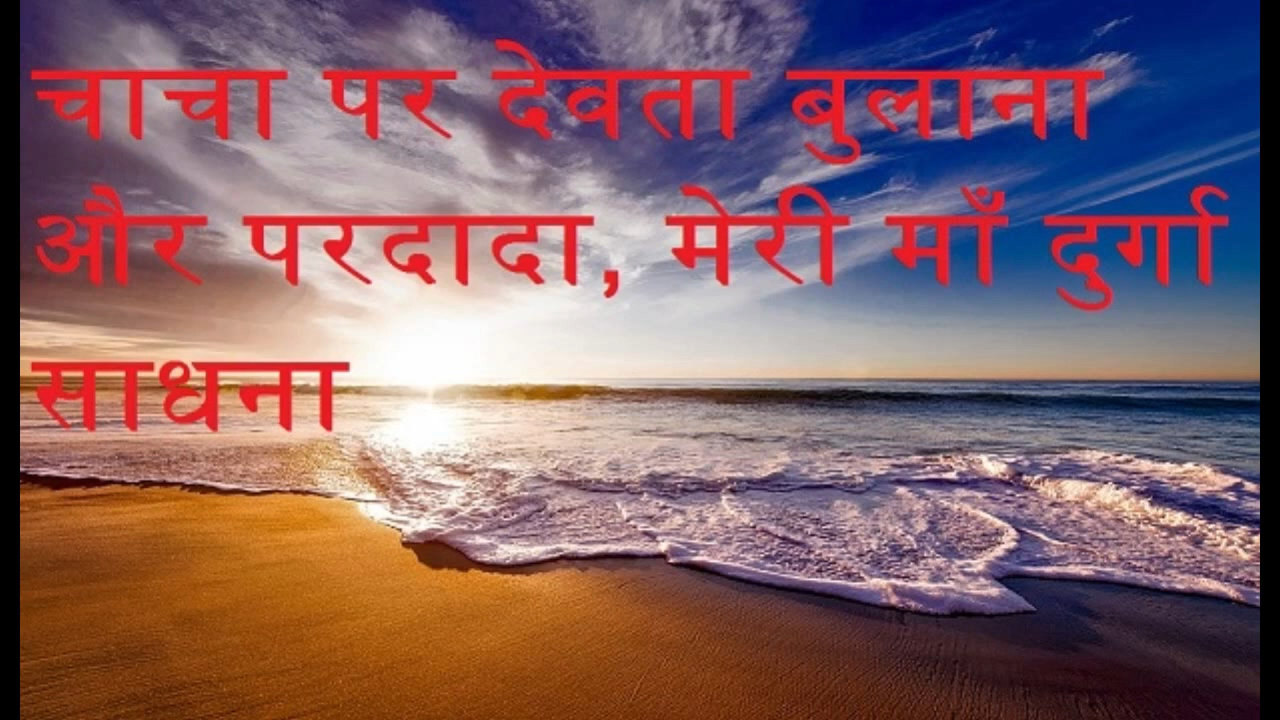 चाचा पर देवता बुलाना
और परदादा, मेरी माँ दुर्गा
साधना